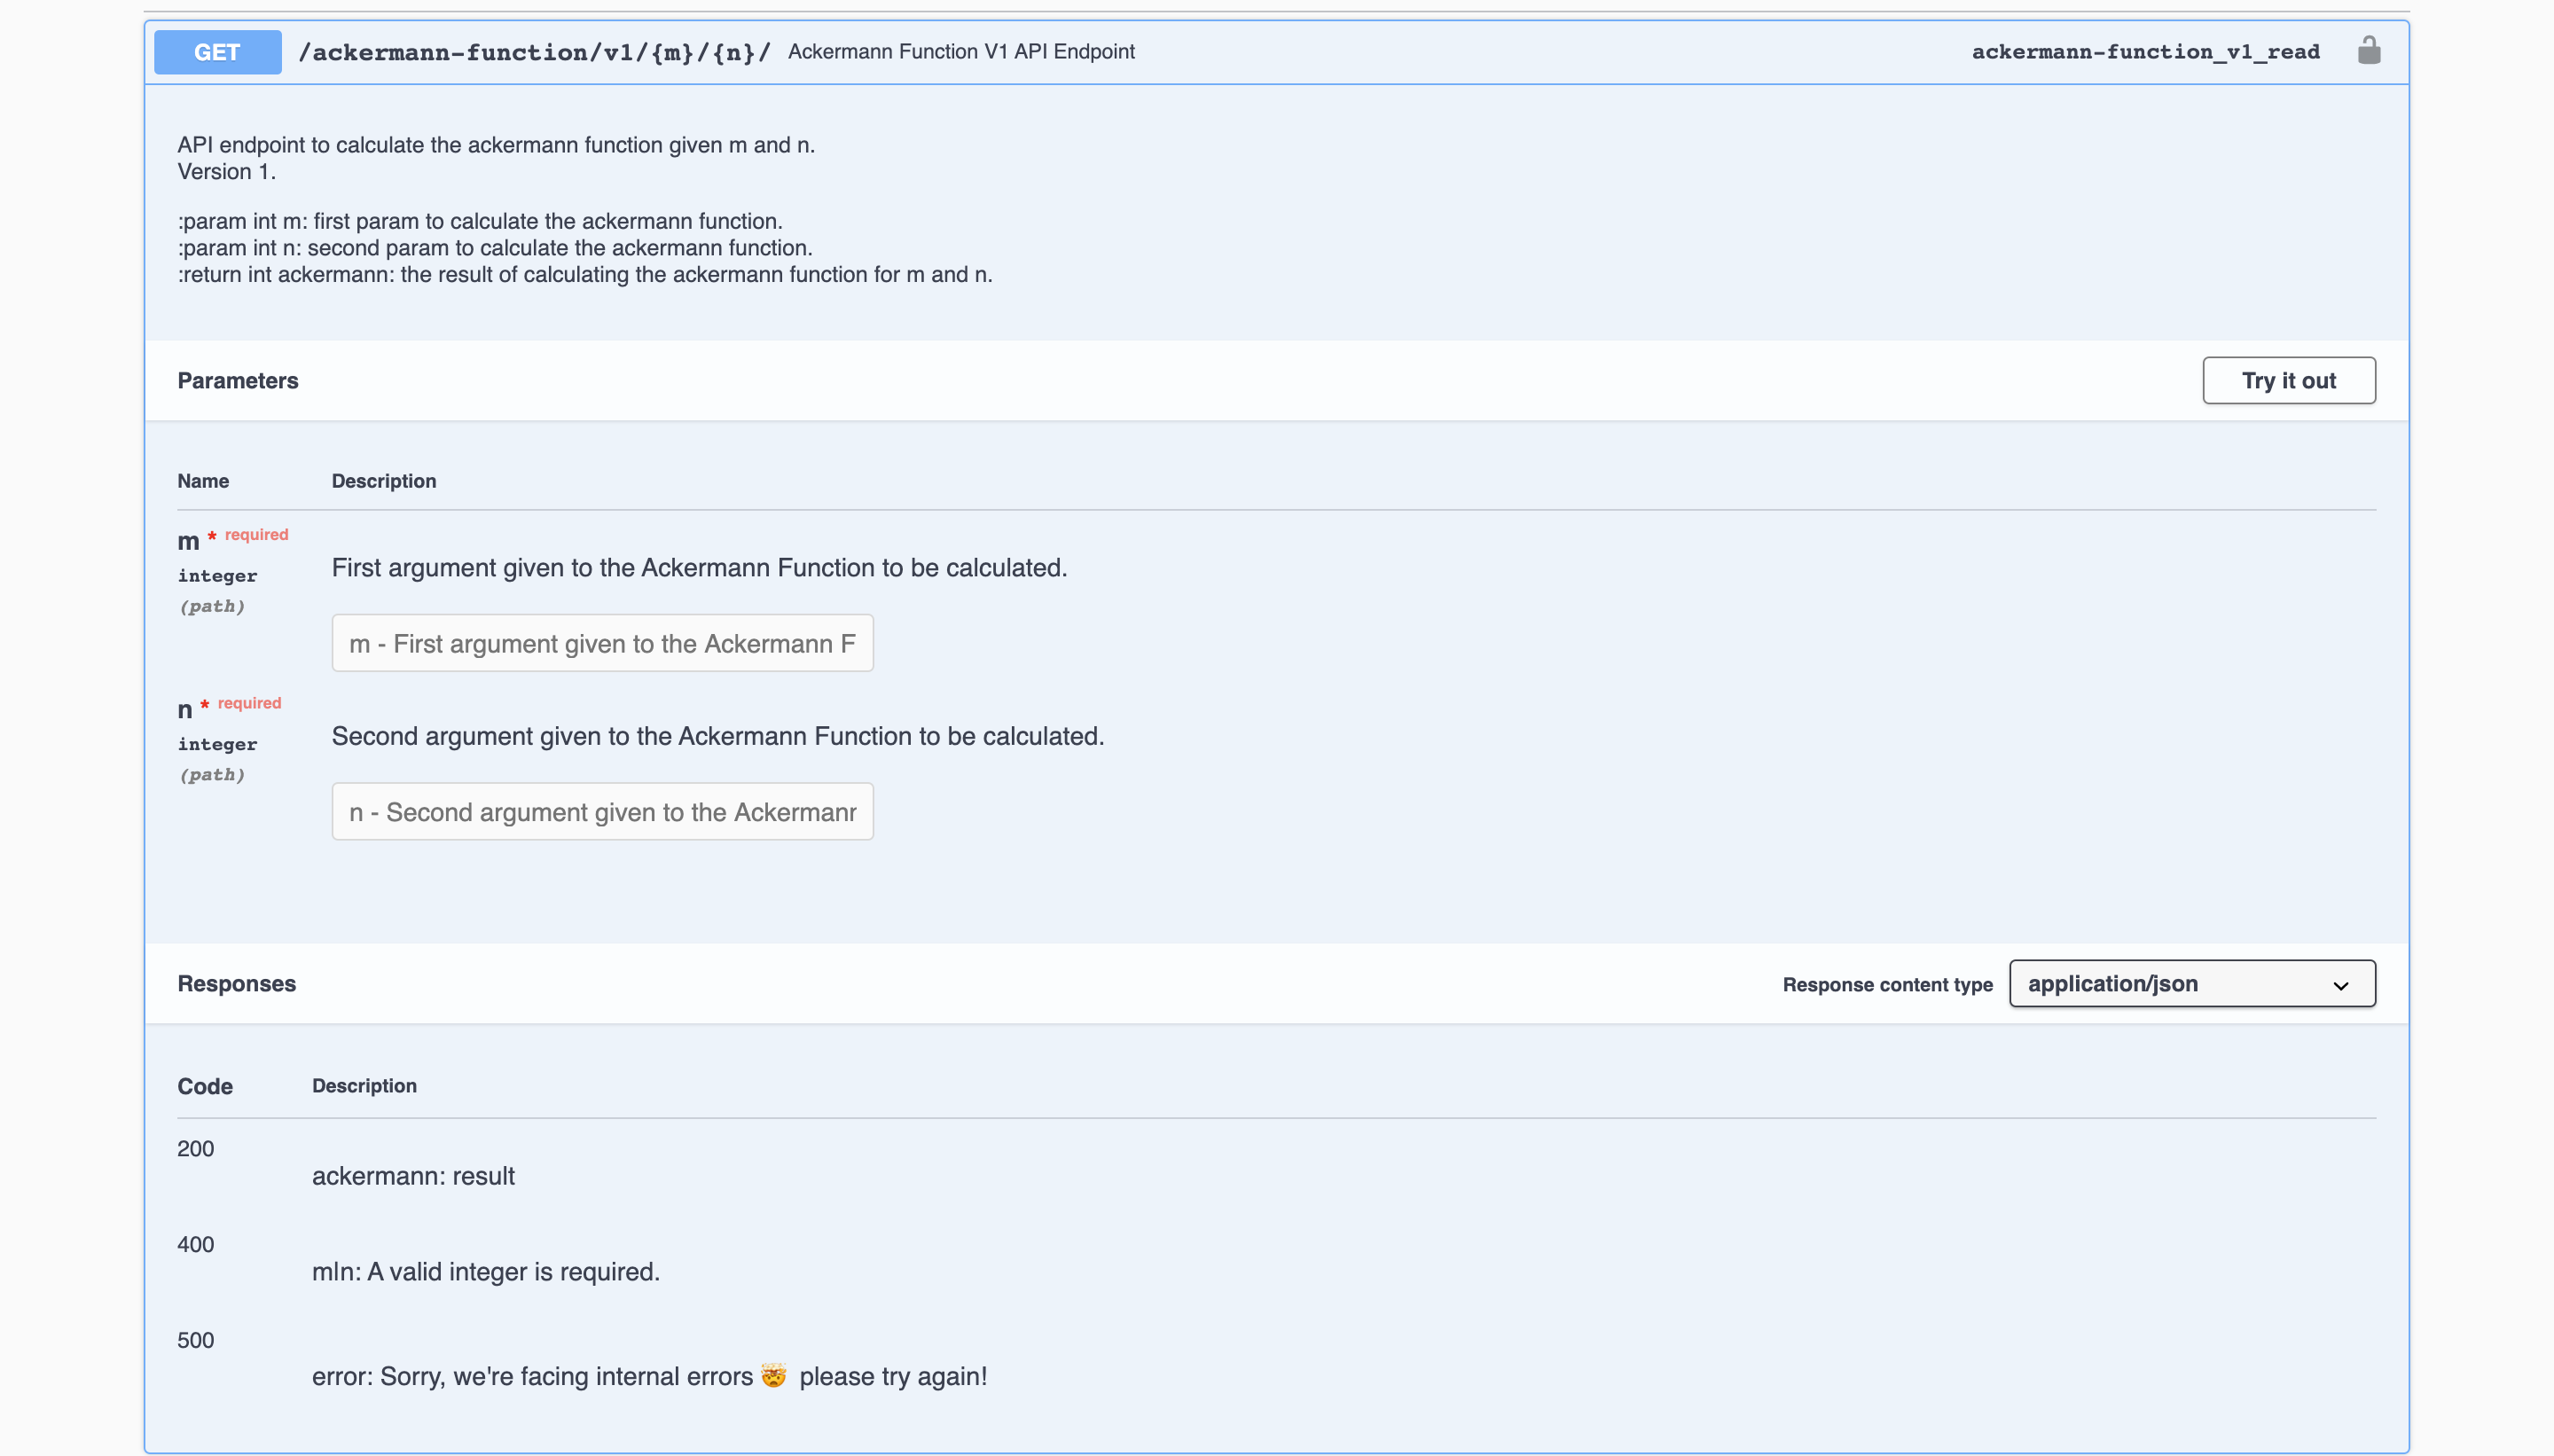 GET /ackermann-function/v1/{m}/{n}/ Ackermann Function V1 API Endpoint ackermann-function_v1_read
API endpoint to calculate the ackermann function given m and n.
Version 1.
:param int m: first param to calculate the ackermann function.
:param int n: second param to calculate the ackermann function.
:return int ackermann: the result of calculating the ackermann function for m and n.
Parameters Try it out
Name Description
m * required
integer
(path)
First argument given to the Ackermann Function to be calculated.
m - First argument given to the Ackermann F
n * required
integer
(path)
Second argument given to the Ackermann Function to be calculated.
n - Second argument given to the Ackermann
Responses Response content type application/json
Code Description
200
ackermann: result
400
m|n: A valid integer is required.
500
error: Sorry, we're facing internal errors 🤯 please try again!